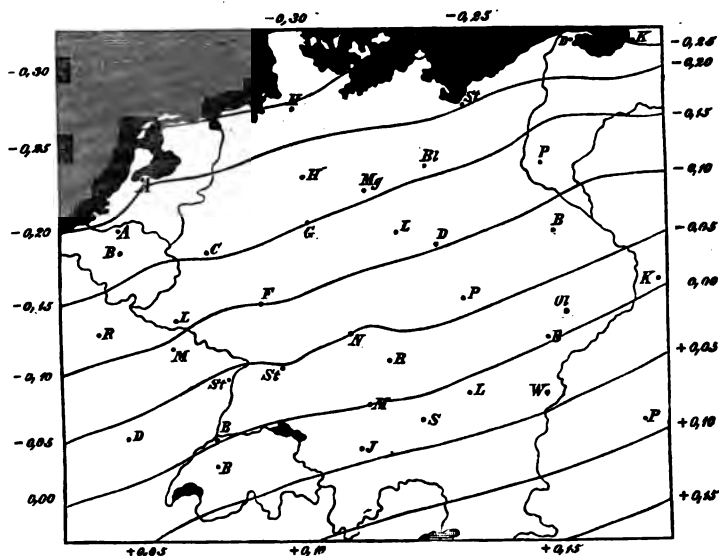 -0,30 -0,25
K
-0,25
-0,30 -0,20
H
St
-0,15
-0,25
Bl P
H Mg -0,10
A
-0,20 A
G L B -0,05
B C D
0,00
K
F P
-0,15 Ol
L
R N B
M R +0,05
-0,10
St St
L W
M
S P +0,10
B
D J
-0,05
B
0,00 +0,15
+0,05 +0,10 +0,15